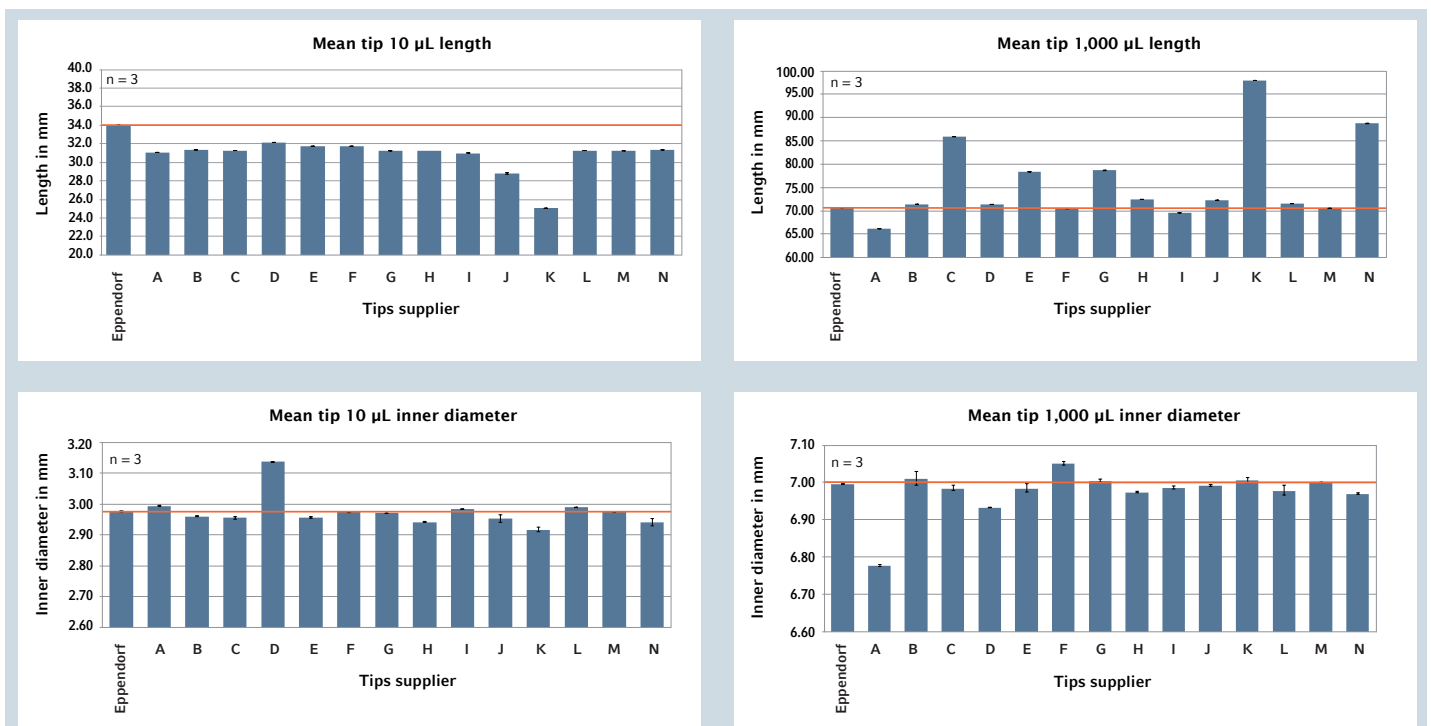 Mean tip 10 µL length
n = 3
Length in mm
40.0
38.0
36.0
34.0
32.0
30.0
28.0
26.0
24.0
22.0
20.0
Eppendorf A B C D E F G H I J K L M N
Tips supplier
Mean tip 1,000 µL length
n = 3
Length in mm
100.00
95.00
90.00
85.00
80.00
75.00
70.00
65.00
60.00
Eppendorf A B C D E F G H I J K L M N
Tips supplier
Mean tip 10 µL inner diameter
n = 3
Inner diameter in mm
3.20
3.10
3.00
2.90
2.80
2.70
2.60
Eppendorf A B C D E F G H I J K L M N
Tips supplier
Mean tip 1,000 µL inner diameter
n = 3
Inner diameter in mm
7.10
7.00
6.90
6.80
6.70
6.60
Eppendorf A B C D E F G H I J K L M N
Tips supplier